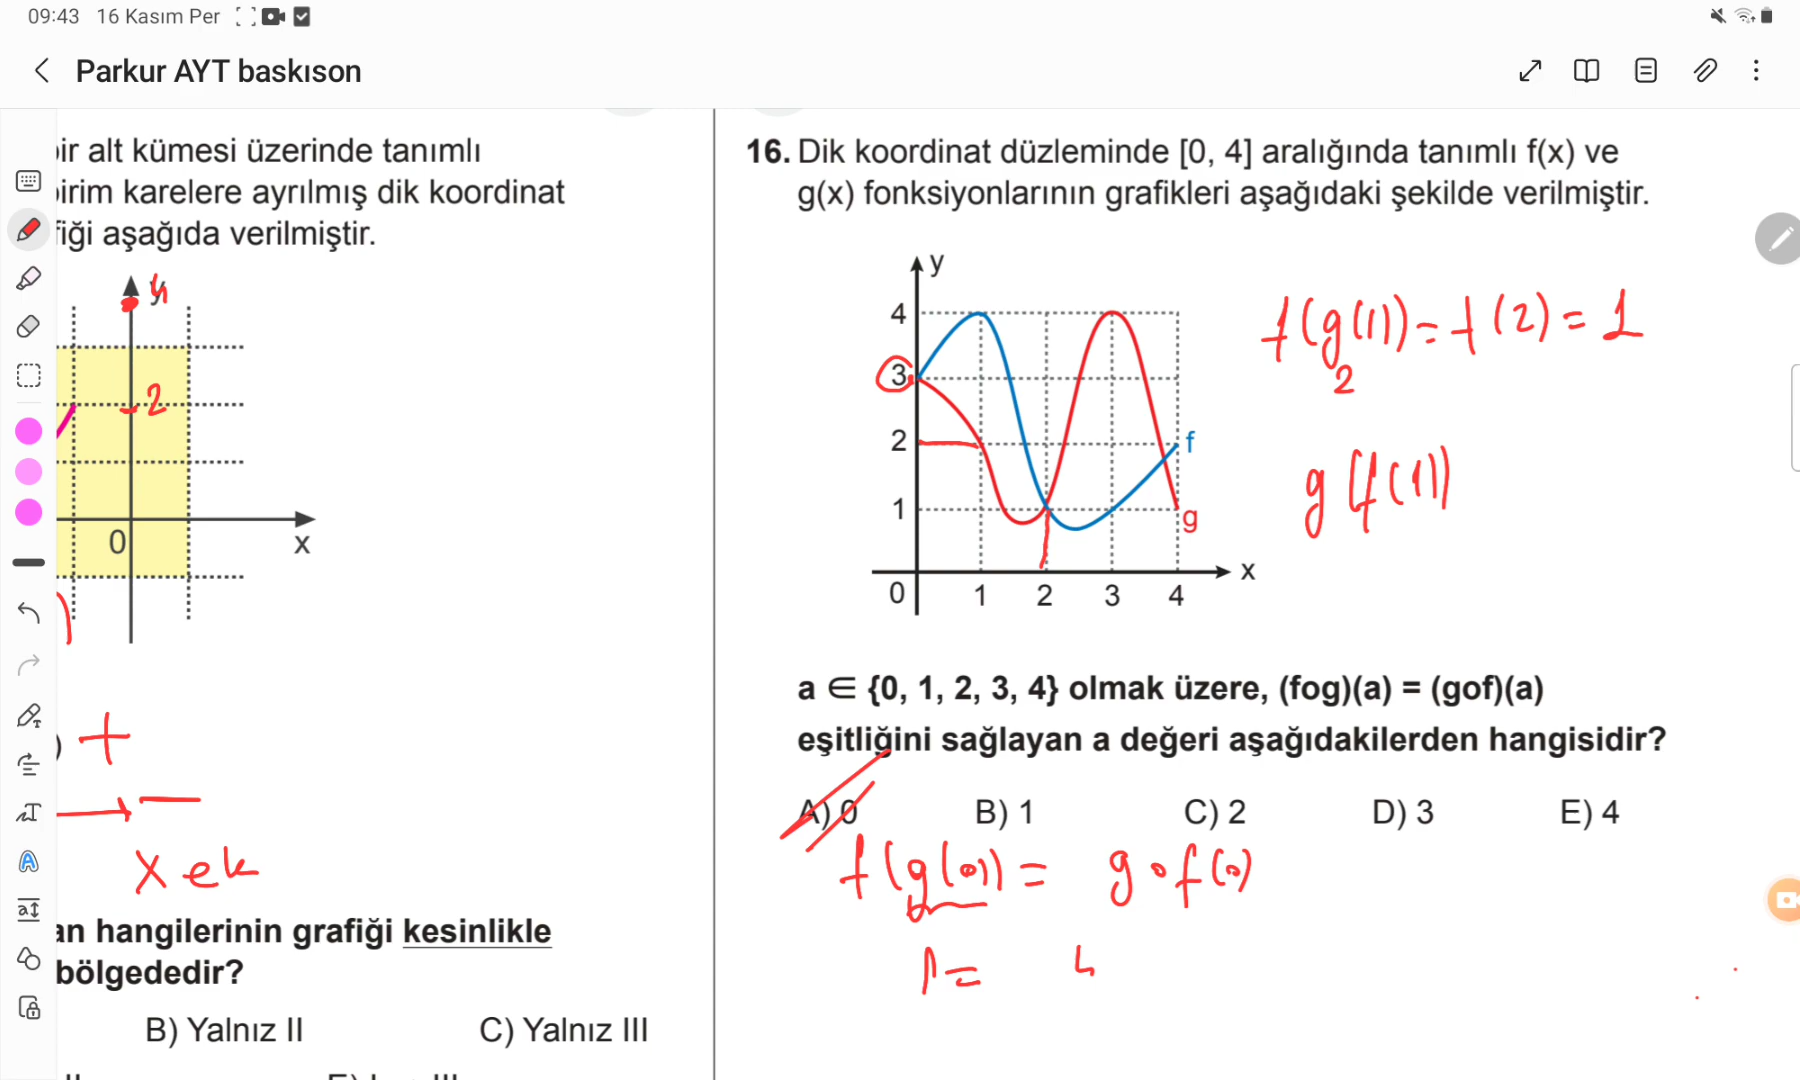 09:43 16 Kasım Per
Parkur AYT baskıson
bir alt kümesi üzerinde tanımlı
birim karelere ayrılmış dik koordinat
fiği aşağıda verilmiştir.
y
4
2
0
x
)
) +
→ −
x ek
an hangilerinin grafiği kesinlikle
bölgededir?
B) Yalnız II
C) Yalnız III
16. Dik koordinat düzleminde [0, 4] aralığında tanımlı f(x) ve
g(x) fonksiyonlarının grafikleri aşağıdaki şekilde verilmiştir.
y
4
3
2
1
0
1 2 3 4
x
f
g
f(g(1)) = f(2) = 1
2
g(f(1))
a ∈ {0, 1, 2, 3, 4} olmak üzere, (fog)(a) = (gof)(a)
eşitliğini sağlayan a değeri aşağıdakilerden hangisidir?
A) 0 B) 1 C) 2 D) 3 E) 4
f(g(0)) = g∘f(0)
1 = 4